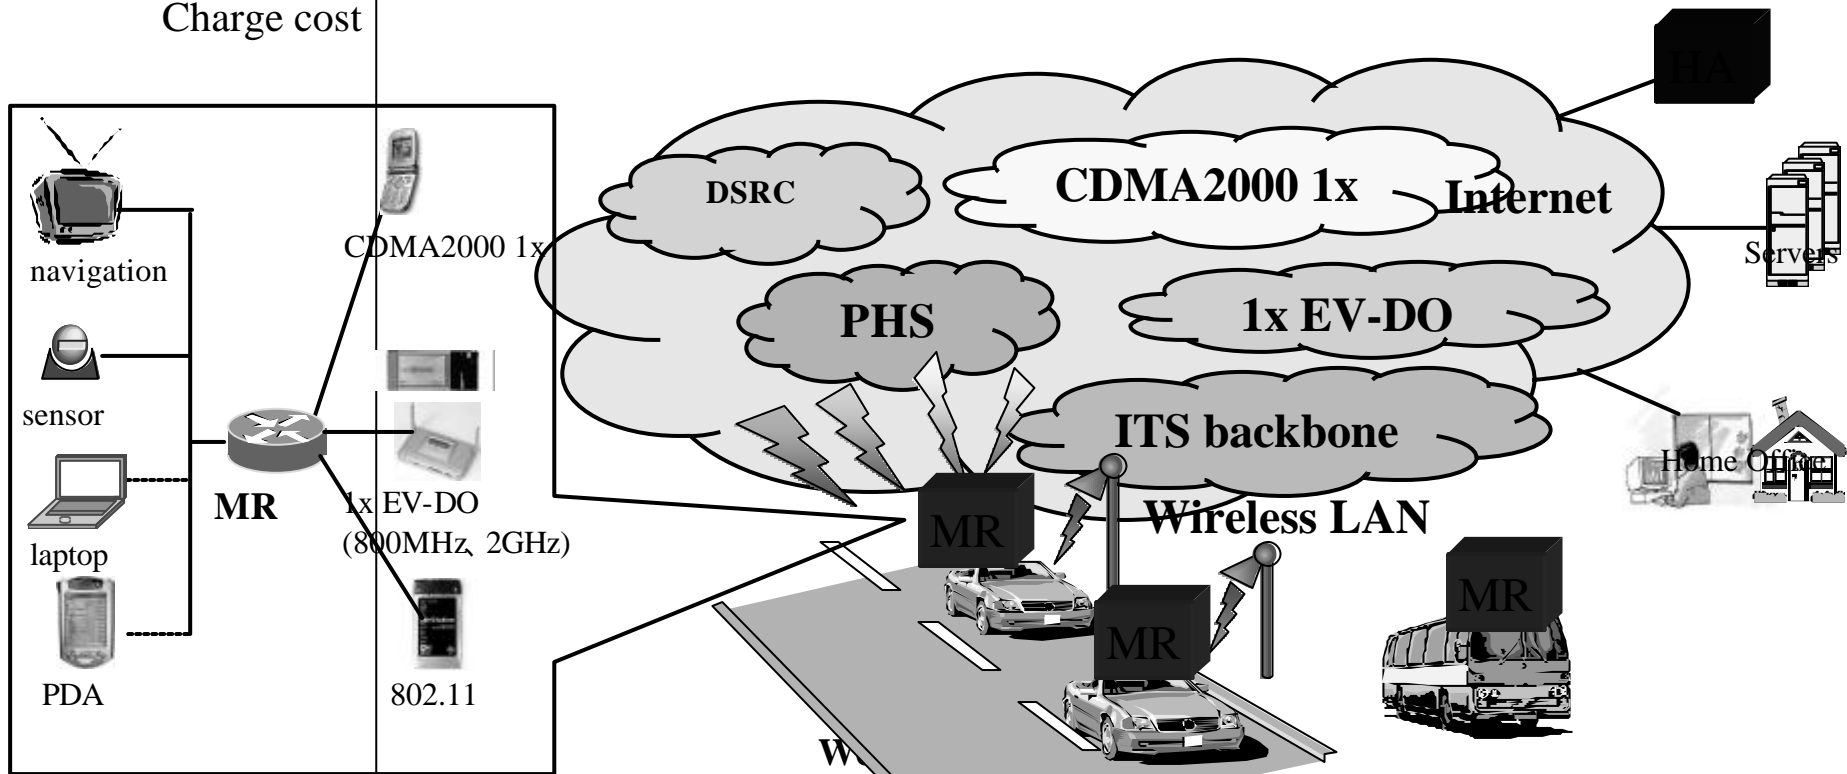 Charge cost
HA
DSRC
CDMA2000 1x
Internet
CDMA2000 1x
Servers
navigation
PHS
1x EV-DO
sensor
ITS backbone
Home Office
MR
1x EV-DO
(800MHz、2GHz)
Wireless LAN
MR
laptop
MR
MR
PDA
802.11